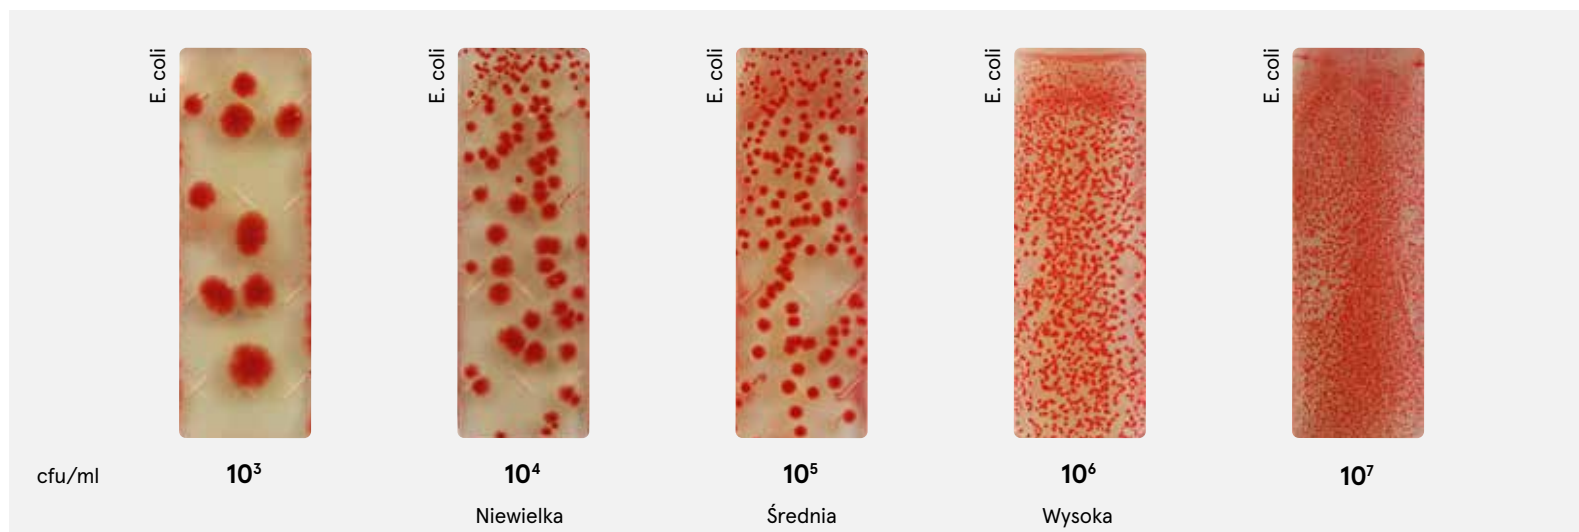 E. coli
E. coli
E. coli
E. coli
E. coli
cfu/ml 10³ 10⁴ 10⁵ 10⁶ 10⁷
Niewielka Średnia Wysoka